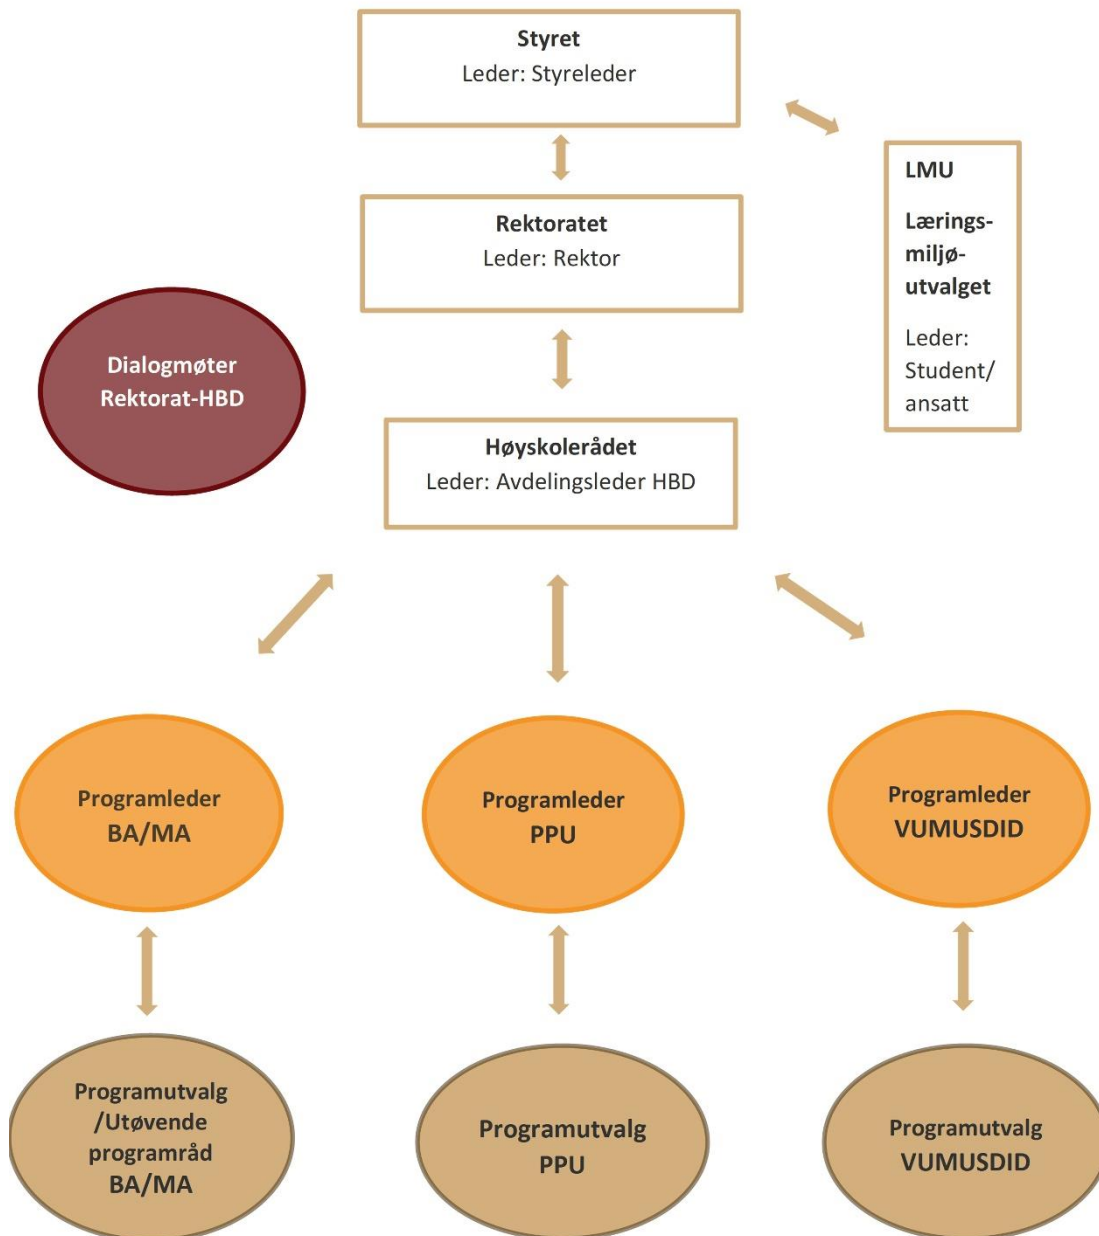 Styret
Leder: Styreleder
LMU
Lærings-
miljø-
utvalget
Leder:
Student/
ansatt
Rektoratet
Leder: Rektor
Dialogmøter
Rektorat-HBD
Høyskolerådet
Leder: Avdelingsleder HBD
Programleder
BA/MA
Programleder
PPU
Programleder
VUMUSDID
Programutvalg
/Utøvende
programråd
BA/MA
Programutvalg
PPU
Programutvalg
VUMUSDID